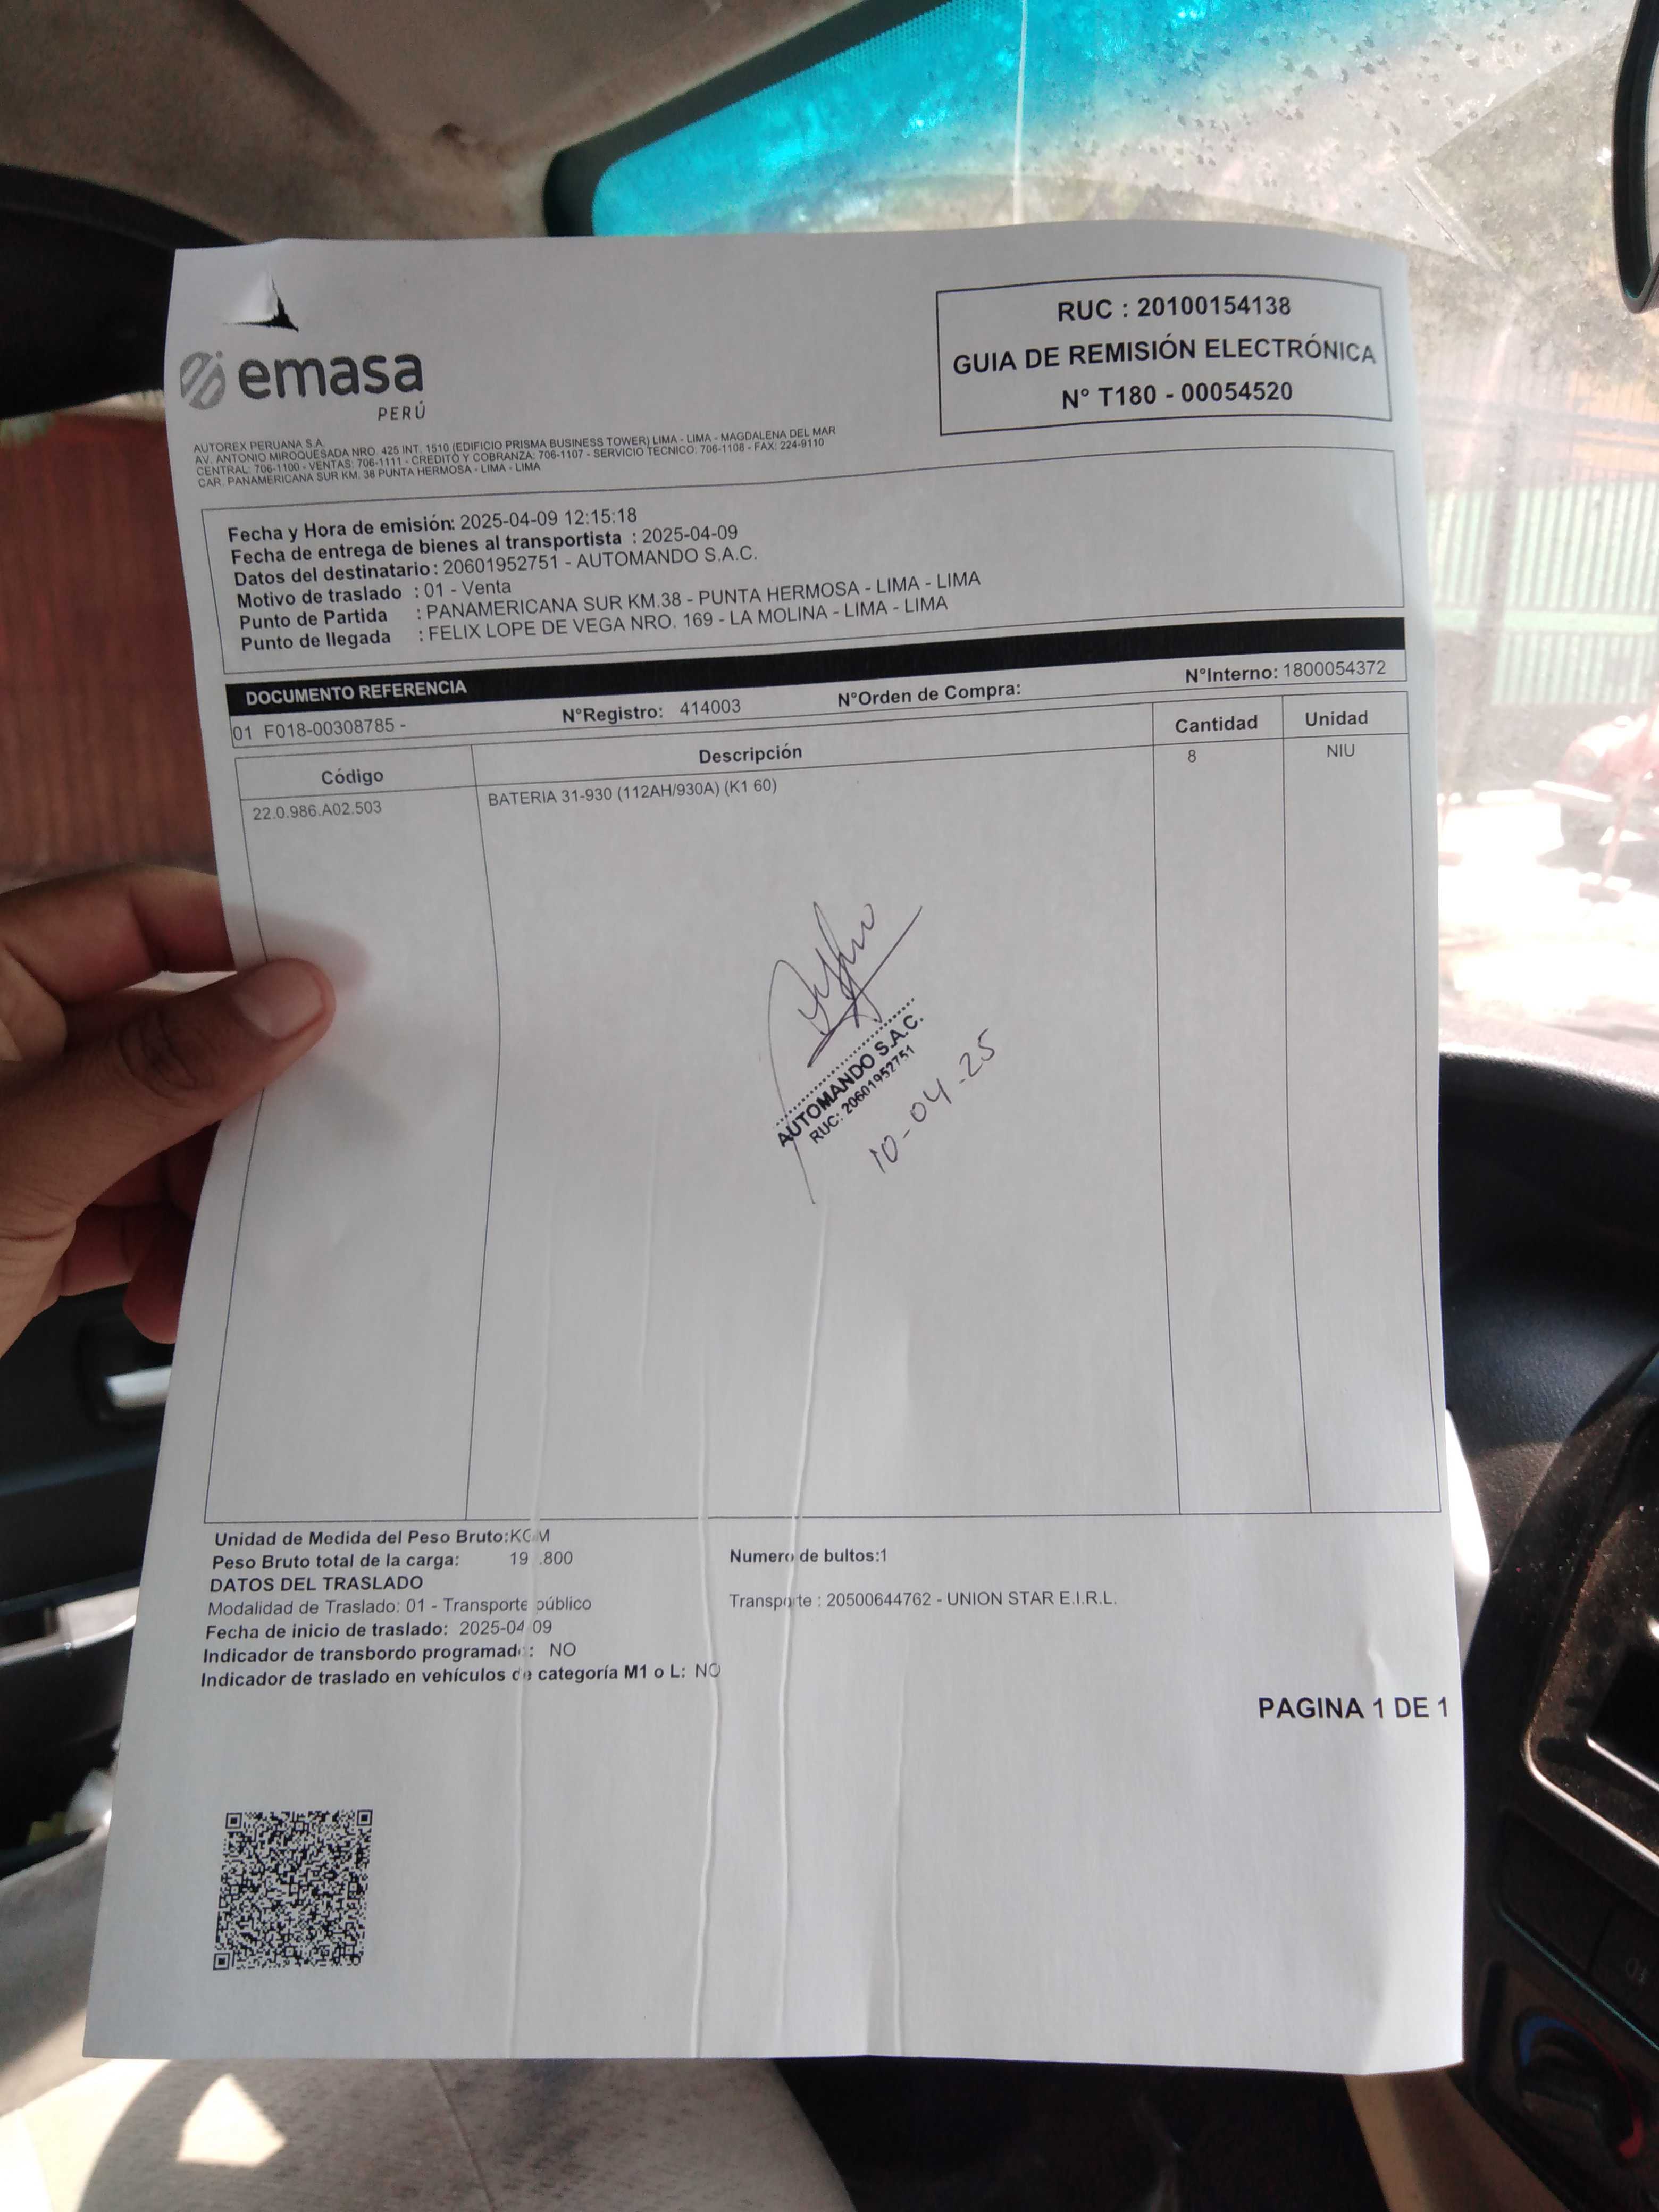 emasa
PERÚ
RUC : 20100154138
GUIA DE REMISIÓN ELECTRÓNICA
N° T180 - 00054520
AUTOREX PERUANA S.A.
AV. ANTONIO MIROQUESADA NRO. 425 INT. 1510 (EDIFICIO PRISMA BUSINESS TOWER) LIMA - LIMA - MAGDALENA DEL MAR
CENTRAL: 706-1100 - VENTAS: 706-1111 - CREDITO Y COBRANZA: 706-1107 - SERVICIO TECNICO: 706-1108 - FAX: 224-9110
CAR. PANAMERICANA SUR KM. 38 PUNTA HERMOSA - LIMA - LIMA
Fecha y Hora de emisión: 2025-04-09 12:15:18
Fecha de entrega de bienes al transportista : 2025-04-09
Datos del destinatario : 20601952751 - AUTOMANDO S.A.C.
Motivo de traslado : 01 - Venta
Punto de Partida : PANAMERICANA SUR KM.38 - PUNTA HERMOSA - LIMA - LIMA
Punto de llegada : FELIX LOPE DE VEGA NRO. 169 - LA MOLINA - LIMA - LIMA
DOCUMENTO REFERENCIA
01 F018-00308785 - N°Registro: 414003 N°Orden de Compra: N°Interno: 1800054372
Código Descripción Cantidad Unidad
22.0.986.A02.503 BATERIA 31-930 (112AH/930A) (K1 60) 8 NIU
AUTOMANDO S.A.C.
RUC: 20601952751
10-04-25
Unidad de Medida del Peso Bruto:KGM
Peso Bruto total de la carga: Numero de bultos:1
DATOS DEL TRASLADO
Modalidad de Traslado: 01 - Transporte público Transporte : 20500644762 - UNION STAR E.I.R.L.
Fecha de inicio de traslado: 2025-04 09
Indicador de transbordo programado: NO
Indicador de traslado en vehículos de categoría M1 o L: NO
PAGINA 1 DE 1